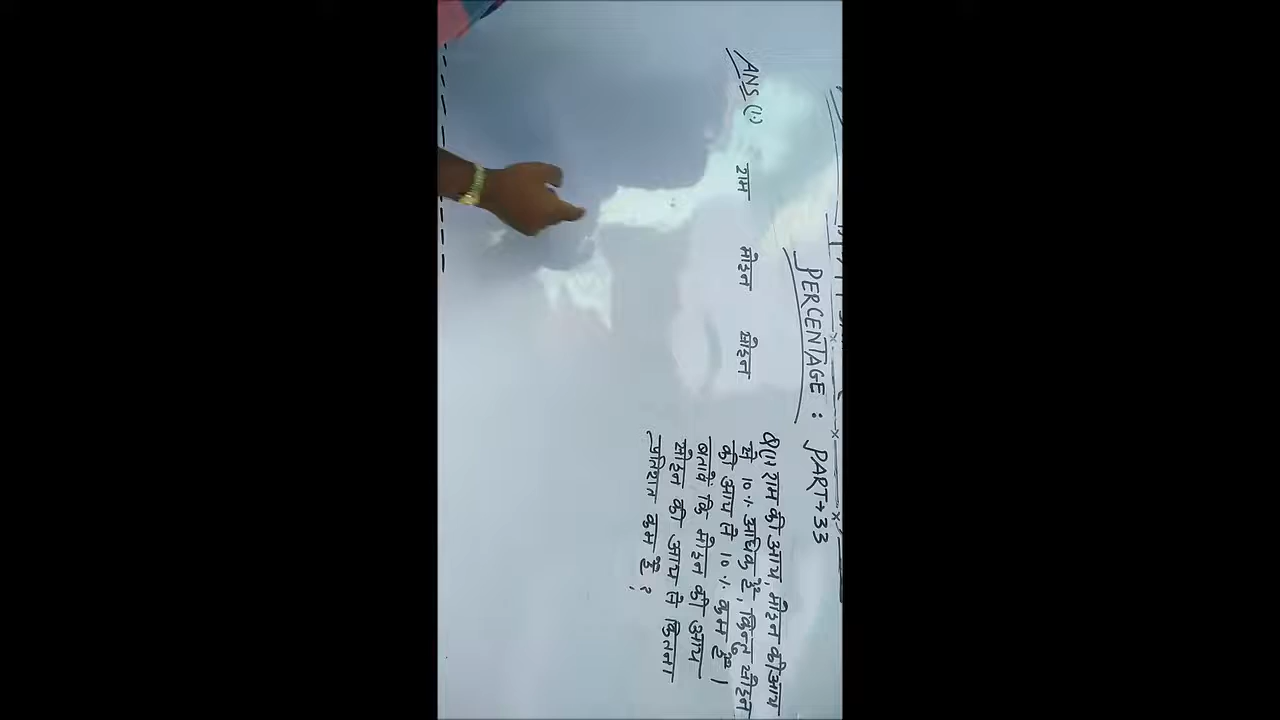 PERCENTAGE : PART → 33
Q(1) राम की आय, मोहन की आय
से 10% अधिक है, किन्तु सोहन
की आय से 10% कम है ।
बतावें कि मोहन की आय
सोहन की आय से कितना
प्रतिशत कम है ?
ANS (1.) राम मोहन सोहन